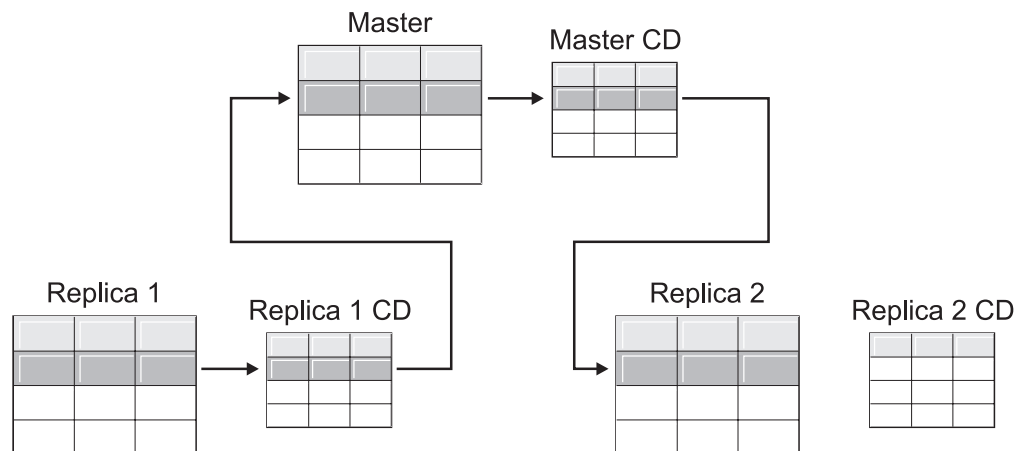 Master
Master CD
Replica 1
Replica 1 CD
Replica 2
Replica 2 CD